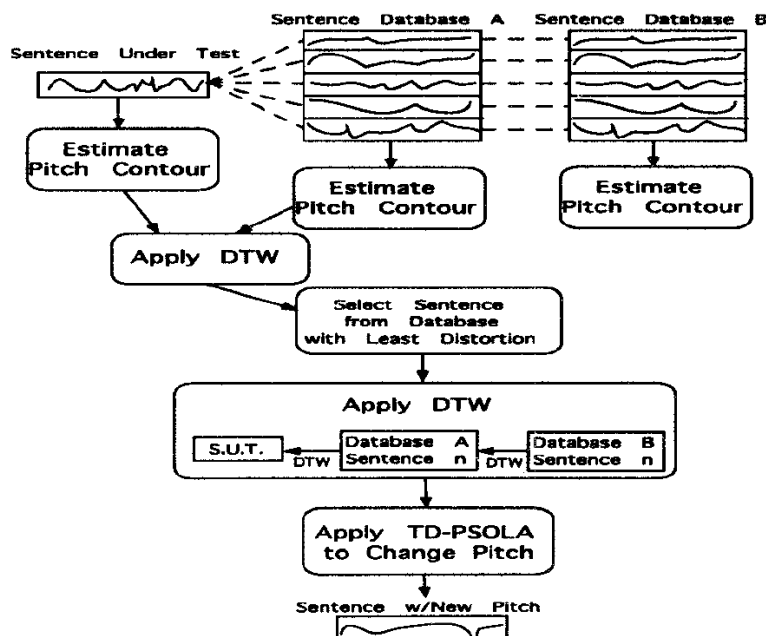 Sentence Database A
Sentence Database B
Sentence Under Test
Estimate
Pitch Contour
Estimate
Pitch Contour
Estimate
Pitch Contour
Apply DTW
Select Sentence
from Database
with Least Distortion
Apply DTW
S.U.T.
DTW
Database A
Sentence n
DTW
Database B
Sentence n
Apply TD-PSOLA
to Change Pitch
Sentence w/New Pitch